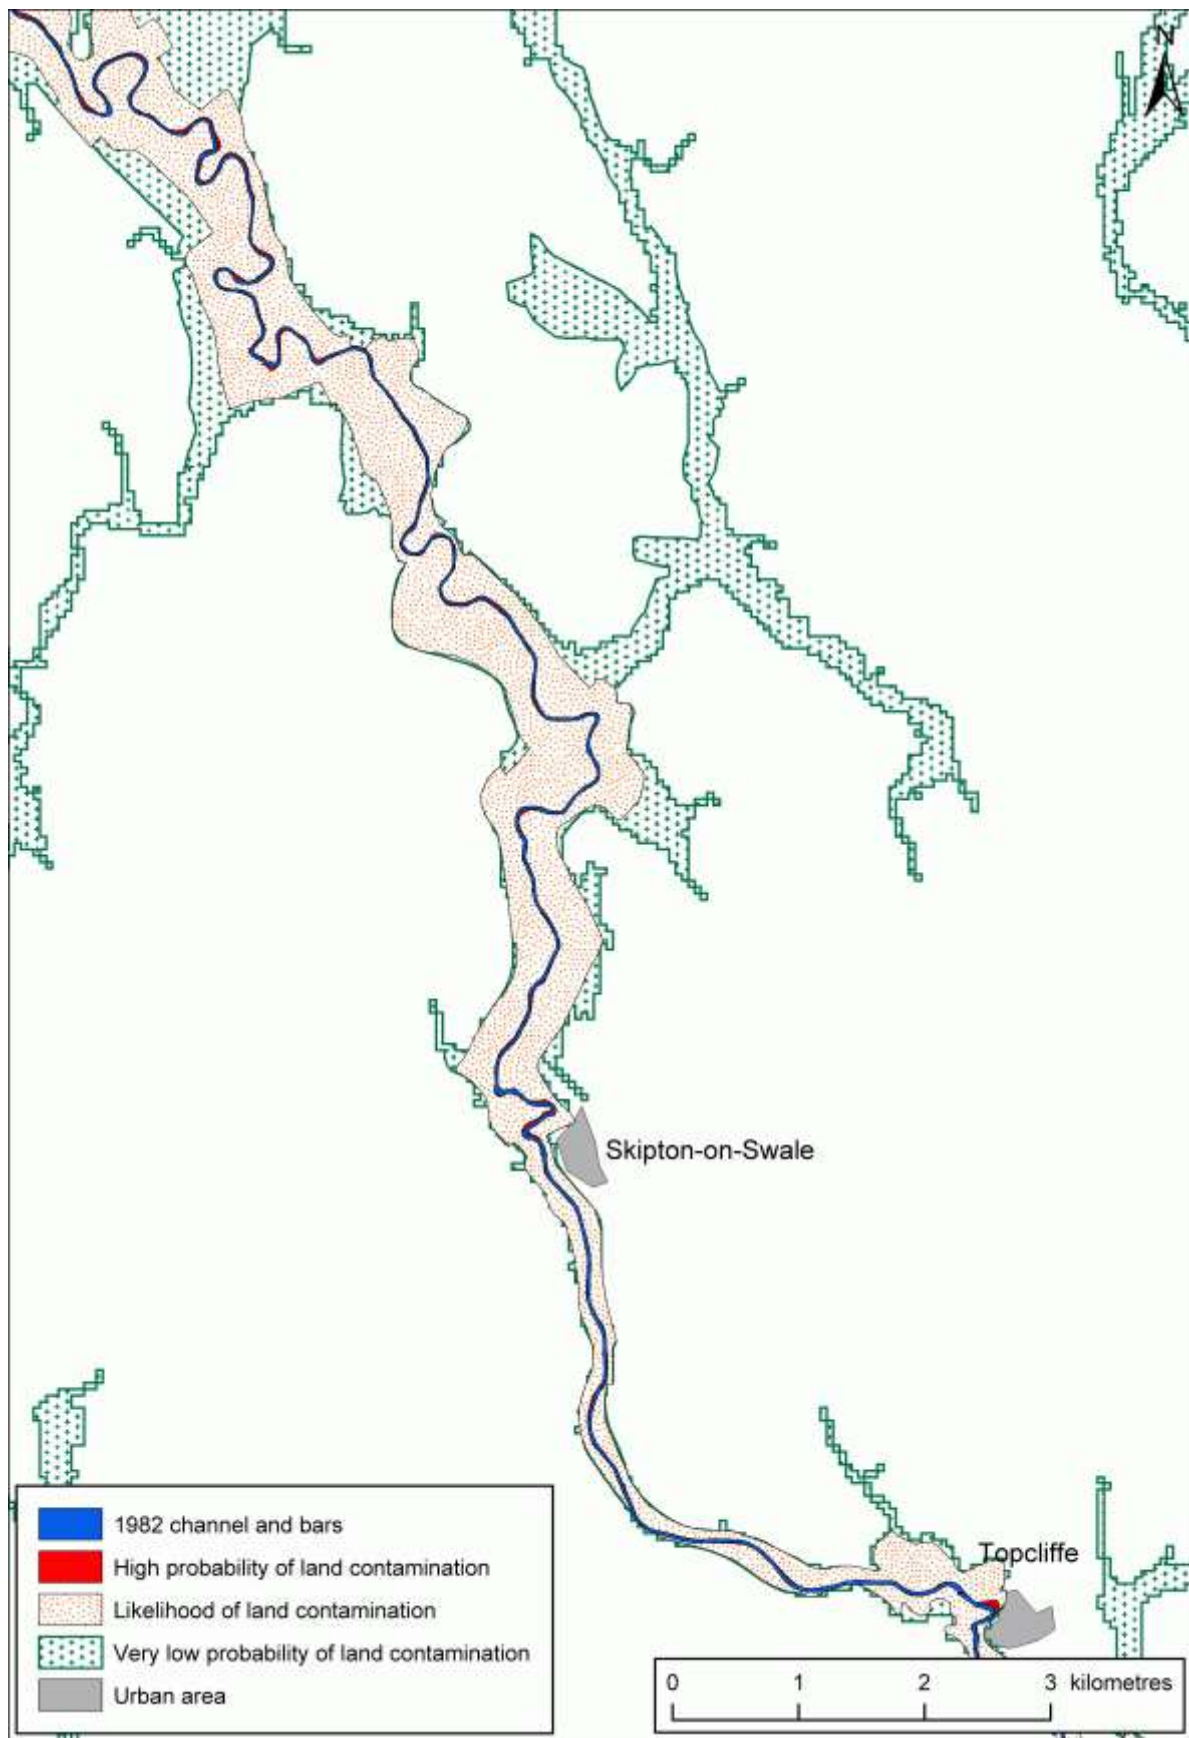 N
Skipton-on-Swale
Topcliffe
1982 channel and bars
High probability of land contamination
Likelihood of land contamination
Very low probability of land contamination
Urban area
0 1 2 3 kilometres